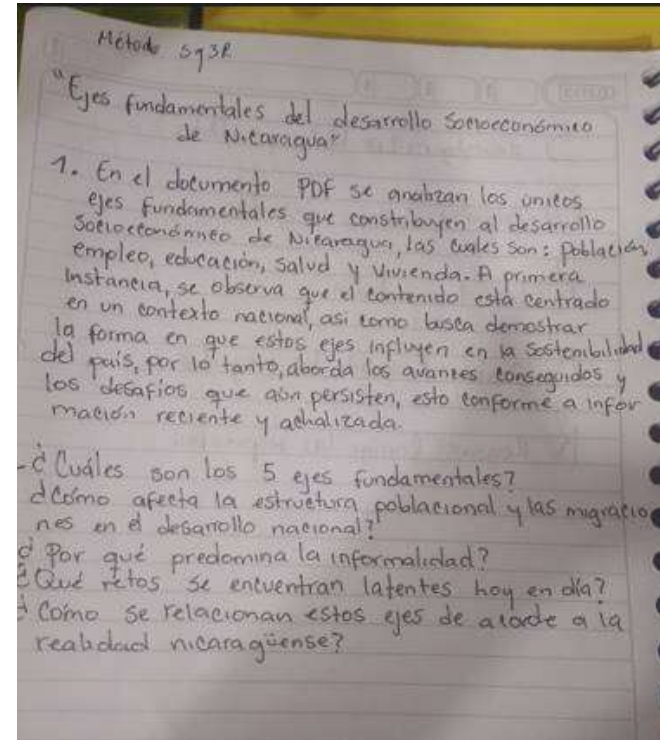 Método Sq3R
"Ejes fundamentales del desarrollo Socioeconómico
de Nicaragua"
1. En el documento PDF se analizan los únicos
ejes fundamentales que constribuyen al desarrollo
Socioeconómico de Nicaragua, las cuales son: Población,
empleo, educación, Salud y Vivienda. A primera
instancia, se observa que el contenido está centrado
en un contexto nacional, asi como busca demostrar
la forma en que estos ejes influyen en la Sostenibilidad
del país, por lo tanto, aborda los avances conseguidos y
los desafíos que aún persisten, esto conforme a infor
mación reciente y actualizada.
- ¿Cuáles son los 5 ejes fundamentales?
¿Cómo afecta la estructura poblacional y las migracio
nes en el desarrollo nacional?
¿Por qué predomina la informalidad?
¿Qué retos se encuentran latentes hoy en día?
¿Como se relacionan estos ejes de acorde a la
realidad nicaragüense?